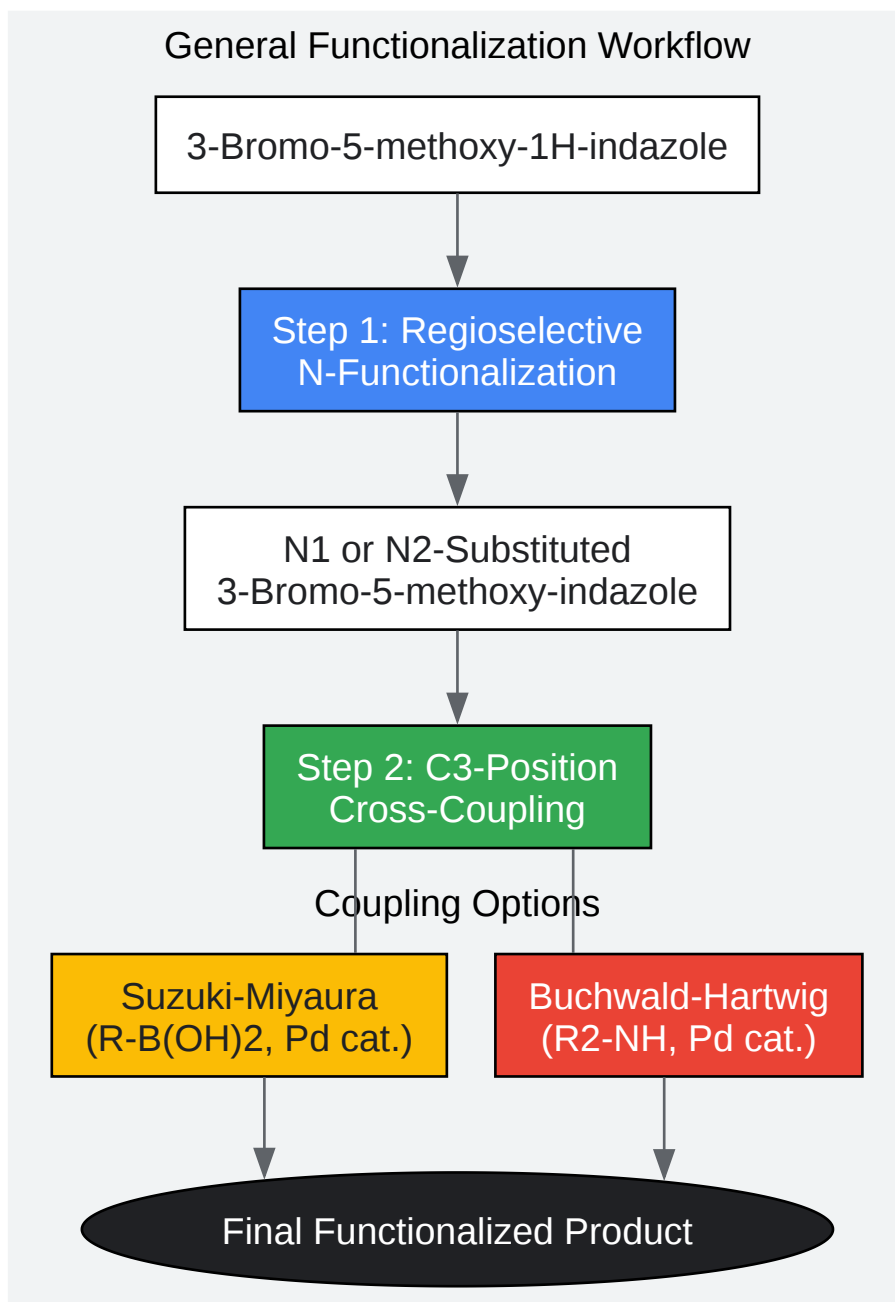 General Functionalization Workflow
3-Bromo-5-methoxy-1H-indazole
Step 1: Regioselective
N-Functionalization
N1 or N2-Substituted
3-Bromo-5-methoxy-indazole
Step 2: C3-Position
Cross-Coupling
Coupling Options
Suzuki-Miyaura
(R-B(OH)2, Pd cat.)
Buchwald-Hartwig
(R2-NH, Pd cat.)
Final Functionalized Product